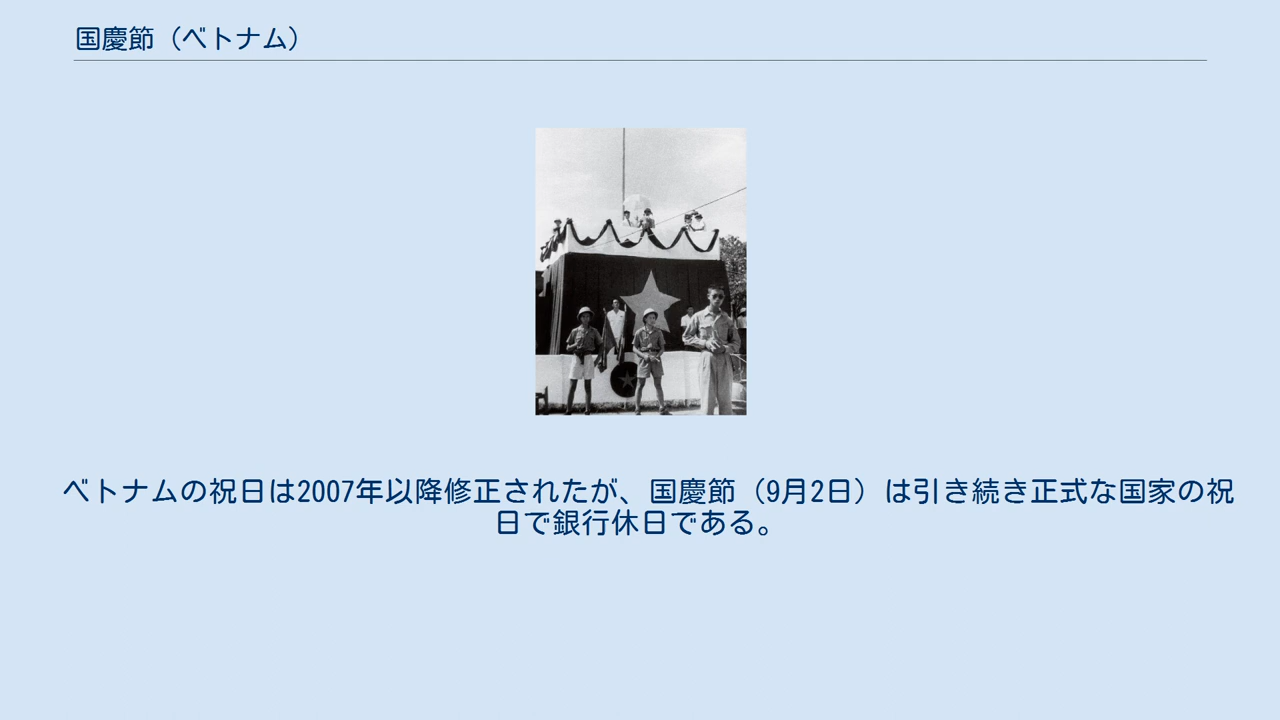 国慶節（ベトナム）
ベトナムの祝日は2007年以降修正されたが、国慶節（9月2日）は引き続き正式な国家の祝
日で銀行休日である。